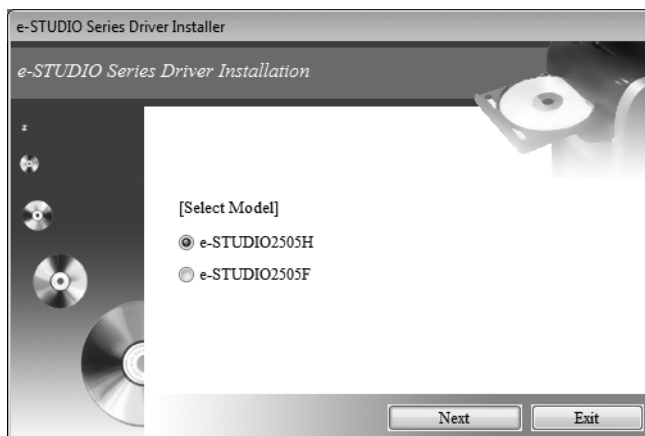 e-STUDIO Series Driver Installer
e-STUDIO Series Driver Installation
[Select Model]
e-STUDIO2505H
e-STUDIO2505F
Next
Exit